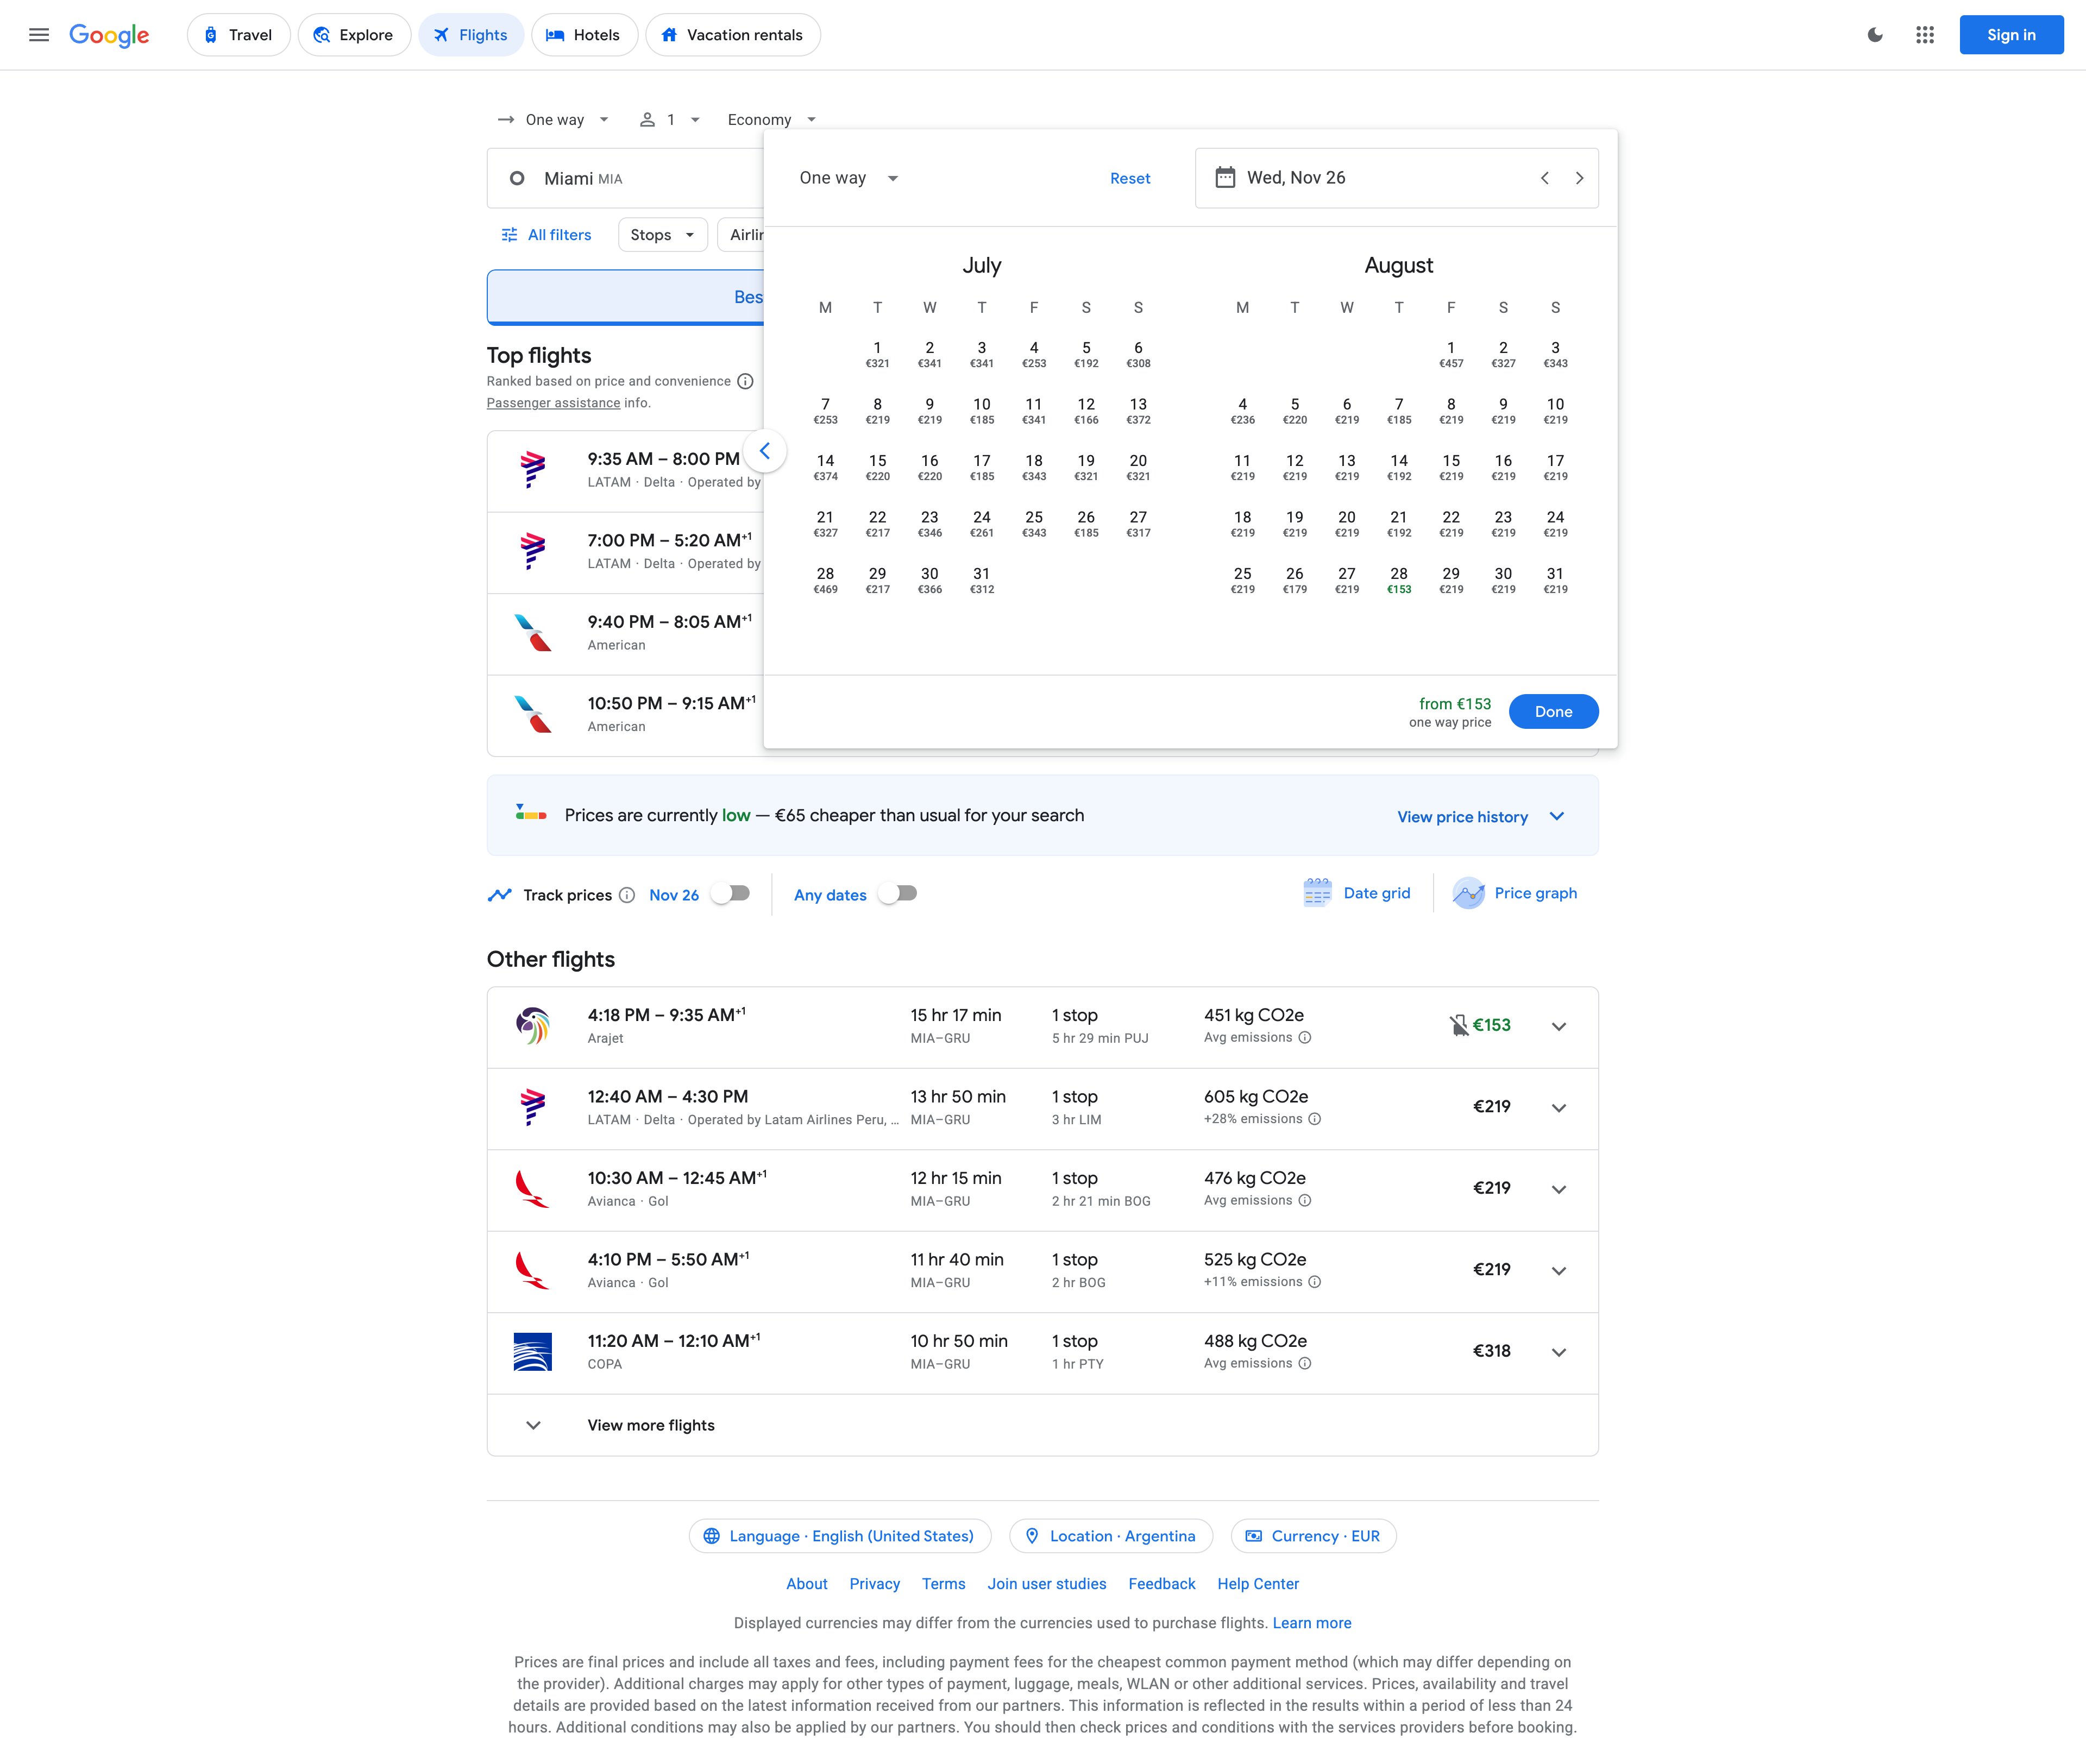 Google
Travel
Explore
Flights
Hotels
Vacation rentals
Sign in
One way
1
Economy
Miami MIA
One way
Reset
Wed, Nov 26
All filters
Stops
Airlin
Bes
July
M T W T F S S
1 2 3 4 5 6
€321 €341 €341 €253 €192 €308
7 8 9 10 11 12 13
€253 €219 €219 €185 €341 €166 €372
14 15 16 17 18 19 20
€374 €220 €220 €185 €343 €321 €321
21 22 23 24 25 26 27
€327 €217 €346 €261 €343 €185 €317
28 29 30 31
€469 €217 €366 €312
August
M T W T F S S
1 2 3
€457 €327 €343
4 5 6 7 8 9 10
€236 €220 €219 €185 €219 €219 €219
11 12 13 14 15 16 17
€219 €219 €219 €192 €219 €219 €219
18 19 20 21 22 23 24
€219 €219 €219 €192 €219 €219 €219
25 26 27 28 29 30 31
€219 €179 €219 €153 €219 €219 €219
from €153
one way price
Done
Top flights
Ranked based on price and convenience
Passenger assistance info.
9:35 AM – 8:00 PM
LATAM · Delta · Operated by
7:00 PM – 5:20 AM+1
LATAM · Delta · Operated by
9:40 PM – 8:05 AM+1
American
10:50 PM – 9:15 AM+1
American
Prices are currently low — €65 cheaper than usual for your search
View price history
Track prices
Nov 26
Any dates
Date grid
Price graph
Other flights
4:18 PM – 9:35 AM+1 15 hr 17 min 1 stop 451 kg CO2e €153
Arajet MIA–GRU 5 hr 29 min PUJ Avg emissions
12:40 AM – 4:30 PM 13 hr 50 min 1 stop 605 kg CO2e €219
LATAM · Delta · Operated by Latam Airlines Peru, ... MIA–GRU 3 hr LIM +28% emissions
10:30 AM – 12:45 AM+1 12 hr 15 min 1 stop 476 kg CO2e €219
Avianca · Gol MIA–GRU 2 hr 21 min BOG Avg emissions
4:10 PM – 5:50 AM+1 11 hr 40 min 1 stop 525 kg CO2e €219
Avianca · Gol MIA–GRU 2 hr BOG +11% emissions
11:20 AM – 12:10 AM+1 10 hr 50 min 1 stop 488 kg CO2e €318
COPA MIA–GRU 1 hr PTY Avg emissions
View more flights
Language · English (United States)
Location · Argentina
Currency · EUR
About Privacy Terms Join user studies Feedback Help Center
Displayed currencies may differ from the currencies used to purchase flights. Learn more
Prices are final prices and include all taxes and fees, including payment fees for the cheapest common payment method (which may differ depending on
the provider). Additional charges may apply for other types of payment, luggage, meals, WLAN or other additional services. Prices, availability and travel
details are provided based on the latest information received from our partners. This information is reflected in the results within a period of less than 24
hours. Additional conditions may also be applied by our partners. You should then check prices and conditions with the services providers before booking.